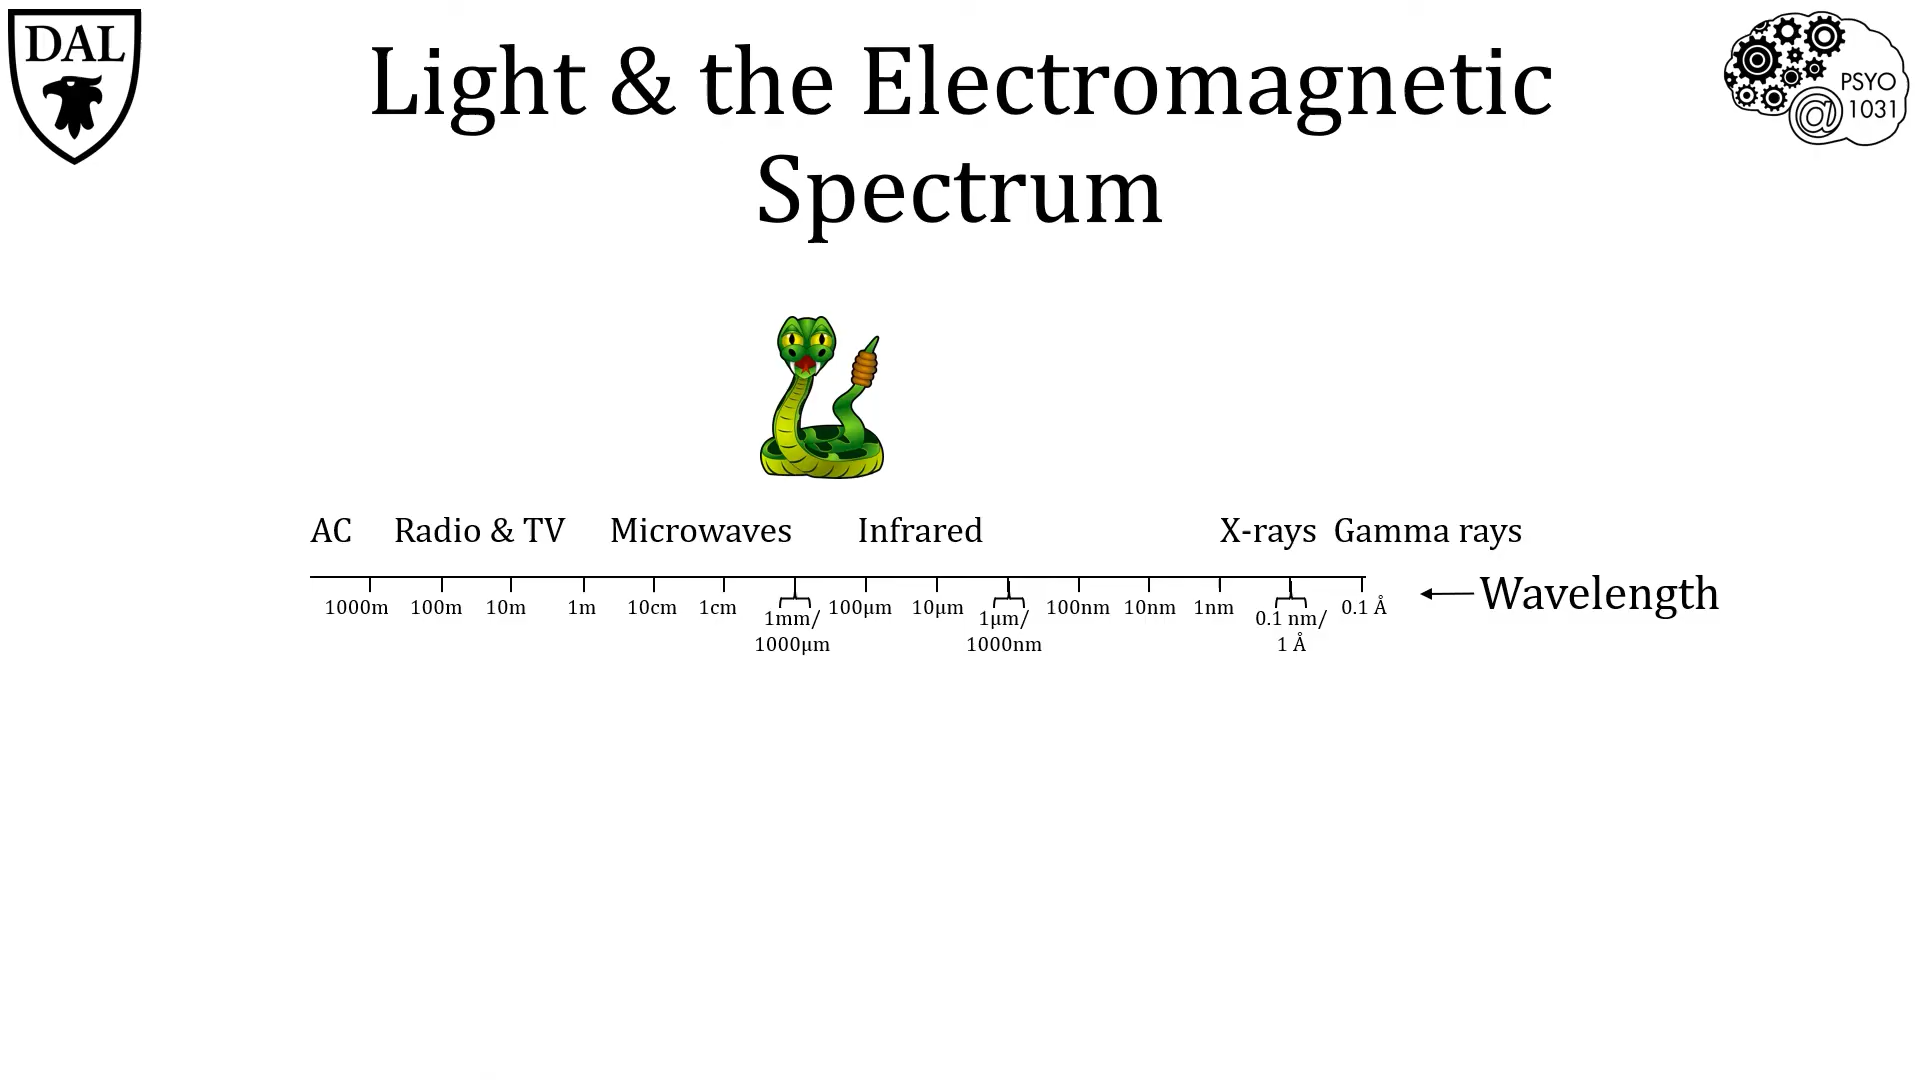 DAL
Light & the Electromagnetic
Spectrum
PSYO
@ 1031
AC Radio & TV Microwaves Infrared X-rays Gamma rays
1000m 100m 10m 1m 10cm 1cm 1mm/ 100μm 10μm 1μm/ 100nm 10nm 1nm 0.1 nm/ 0.1 Å Wavelength
1000μm 1000nm 1 Å